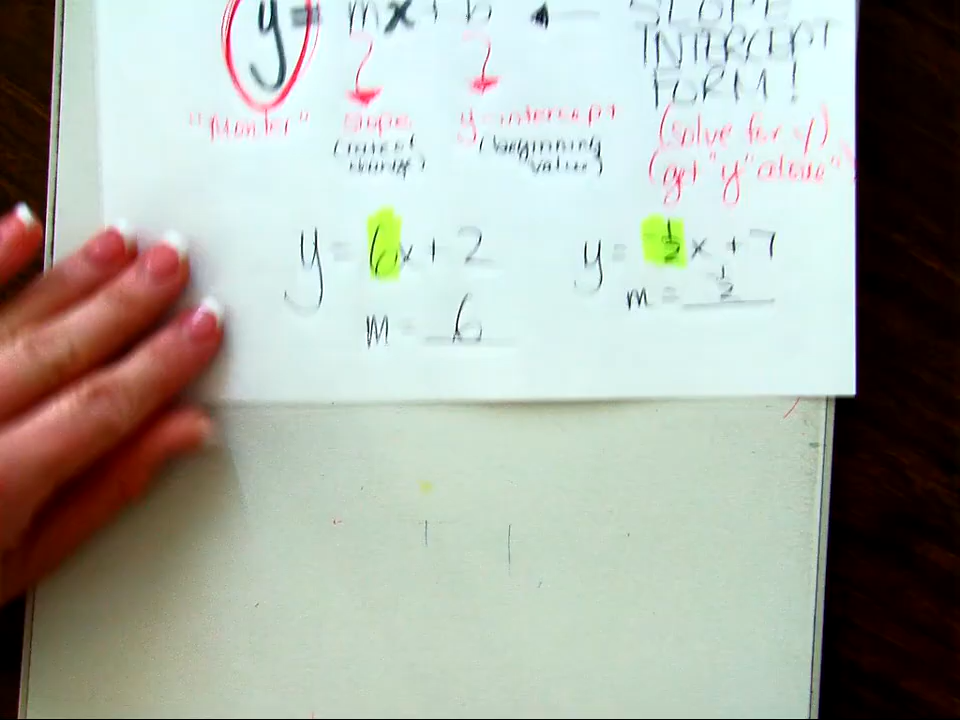 y = mx + b
SLOPE
INTERCEPT
FORM!
slope
y-intercept
(beginning
value)
(solve for y)
(get "y" alone")
y = 6x + 2
m = 6
y = -1/2 x + 7
m = 1/2